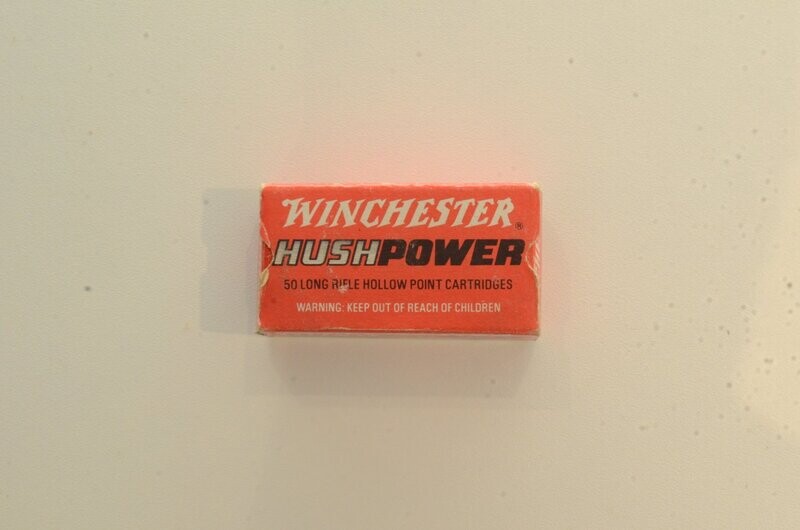 WINCHESTER®
HUSHPOWER
50 LONG RIFLE HOLLOW POINT CARTRIDGES
WARNING: KEEP OUT OF REACH OF CHILDREN